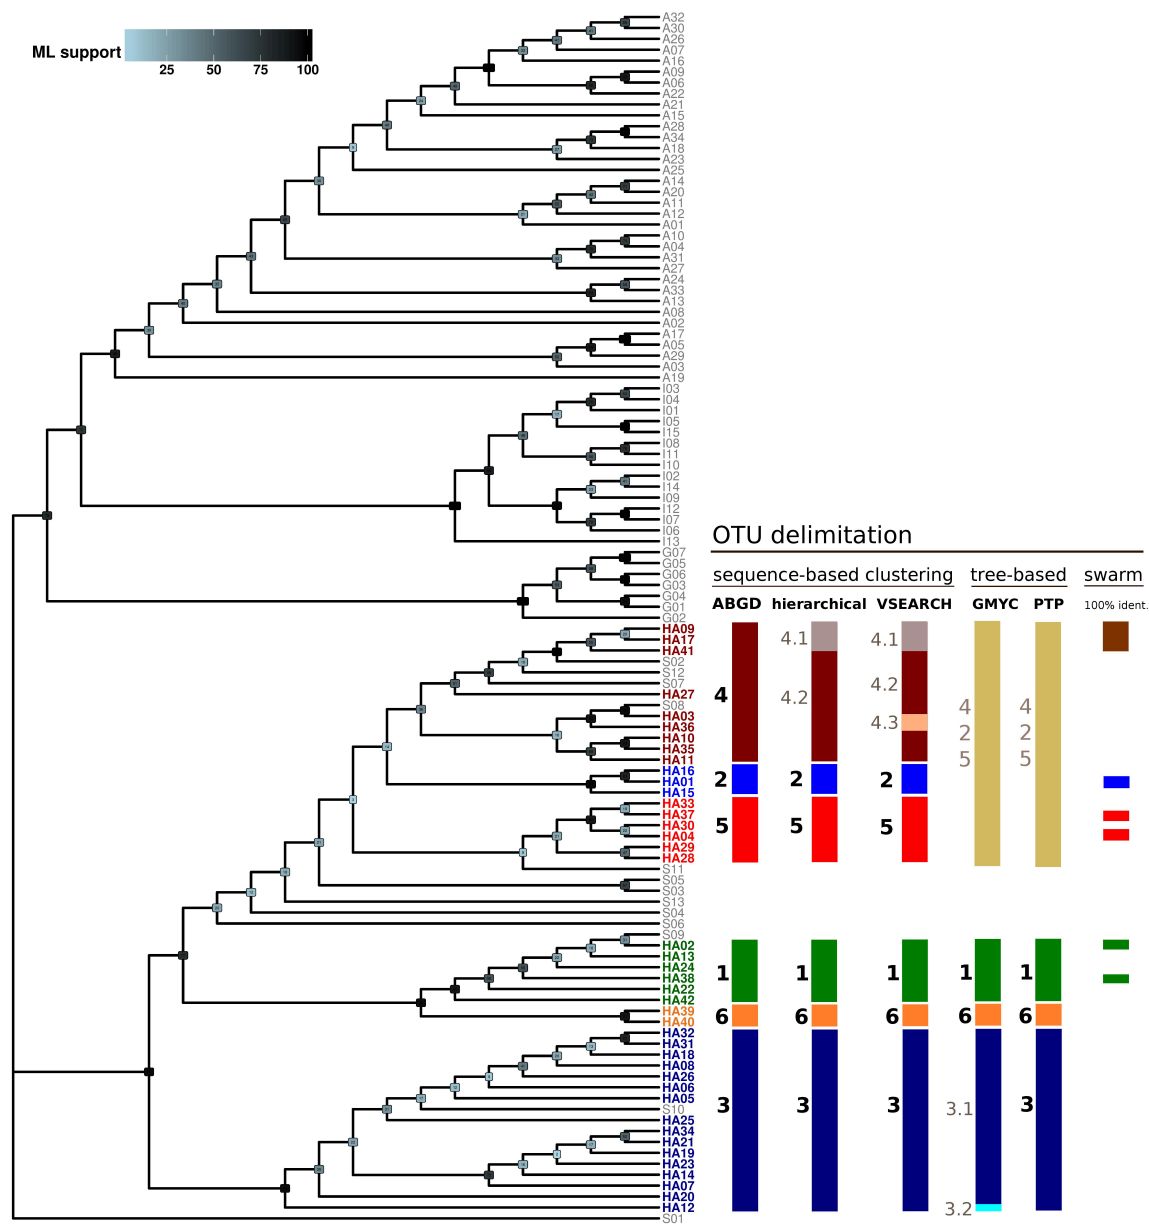 ML support
25 50 75 100
A32
A30
A26
A07
A16
A09
A06
A22
A21
A15
A28
A34
A18
A23
A25
A14
A20
A11
A12
A01
A10
A04
A31
A27
A24
A33
A13
A08
A02
A17
A05
A29
A03
A19
I03
I04
I01
I05
I15
I08
I11
I10
I02
I14
I09
I12
I07
I06
I13
G07
G05
G06
G03
G04
G01
G02
HA09
HA17
HA41
S02
S12
S07
HA27
S08
HA03
HA36
HA10
HA35
HA11
HA16
HA01
HA15
HA33
HA37
HA30
HA04
HA29
HA28
S11
S05
S03
S13
S04
S06
S09
HA02
HA13
HA24
HA38
HA22
HA42
HA39
HA40
HA32
HA31
HA18
HA08
HA26
HA06
HA05
S10
HA25
HA34
HA21
HA19
HA23
HA14
HA07
HA20
HA12
S01
OTU delimitation
sequence-based clustering tree-based swarm
ABGD hierarchical VSEARCH GMYC PTP 100% ident.
4.1 4.1
4 4.2 4.2
4.3
4 4
2 2
5 5
2 2 2
5 5 5
1 1 1 1 1
6 6 6 6 6
3 3 3 3.1 3
3.2